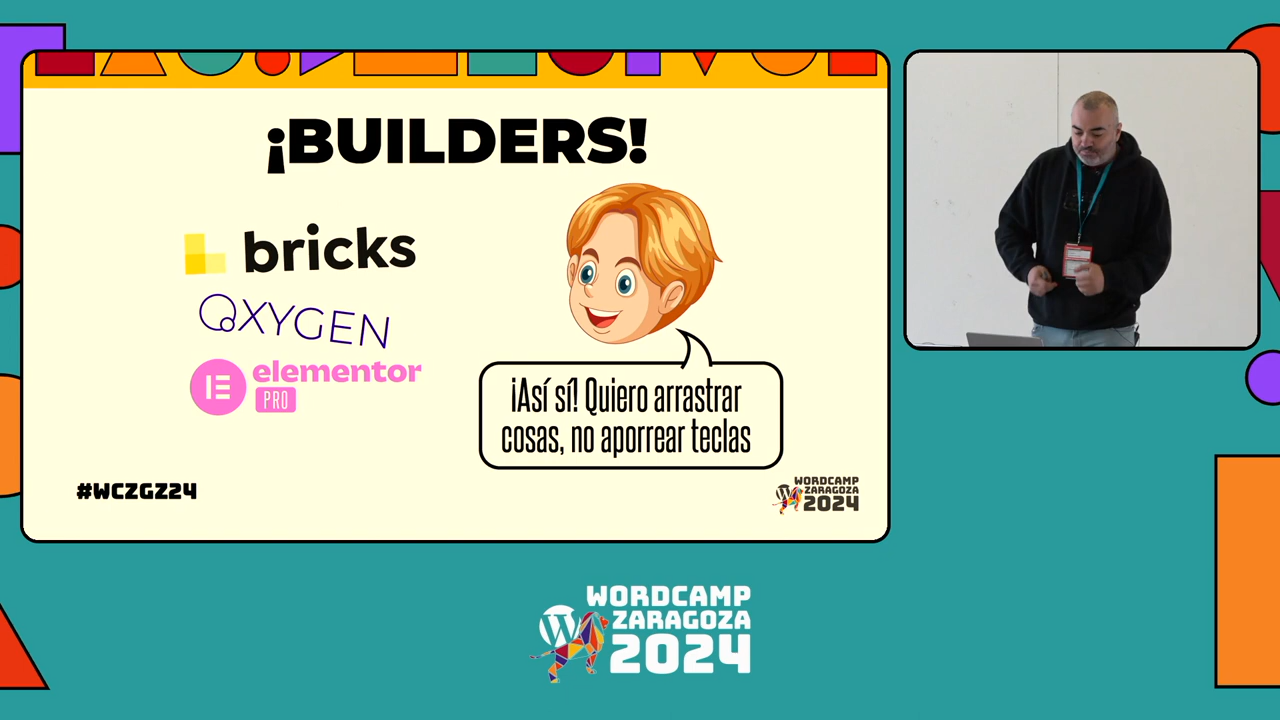 ¡BUILDERS!
bricks
OXYGEN
elementor
PRO
¡Así sí! Quiero arrastrar
cosas, no aporrear teclas
#WCZGZ24
WORDCAMP
ZARAGOZA
2024
WORDCAMP
ZARAGOZA
2024